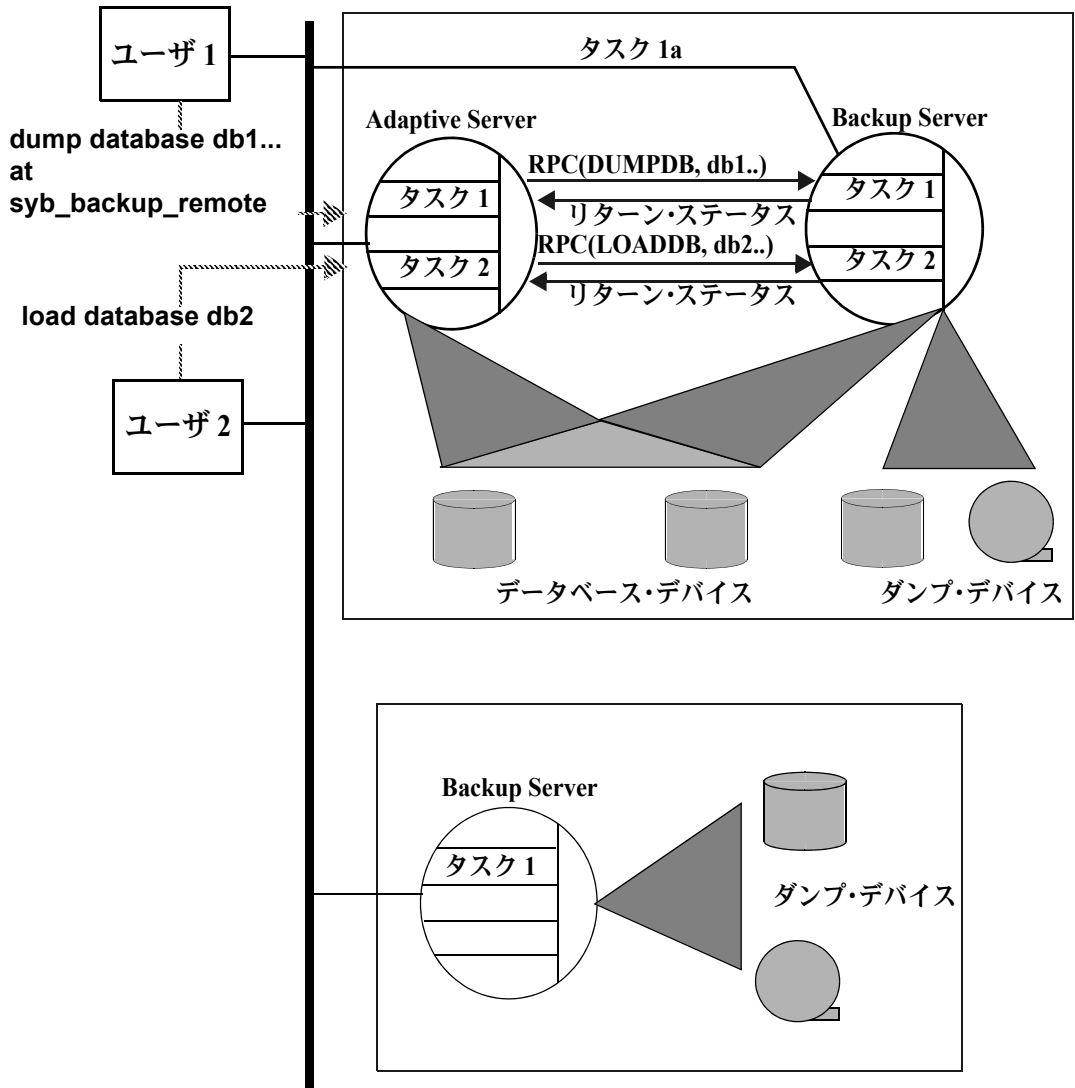 ユーザ 1
タスク 1a
dump database db1...
at
syb_backup_remote
Adaptive Server
Backup Server
RPC(DUMPDB, db1..)
タスク 1
タスク 1
リターン･ステータス
RPC(LOADDB, db2..)
タスク 2
タスク 2
リターン･ステータス
load database db2
ユーザ 2
データベース･デバイス
ダンプ･デバイス
Backup Server
タスク 1
ダンプ･デバイス